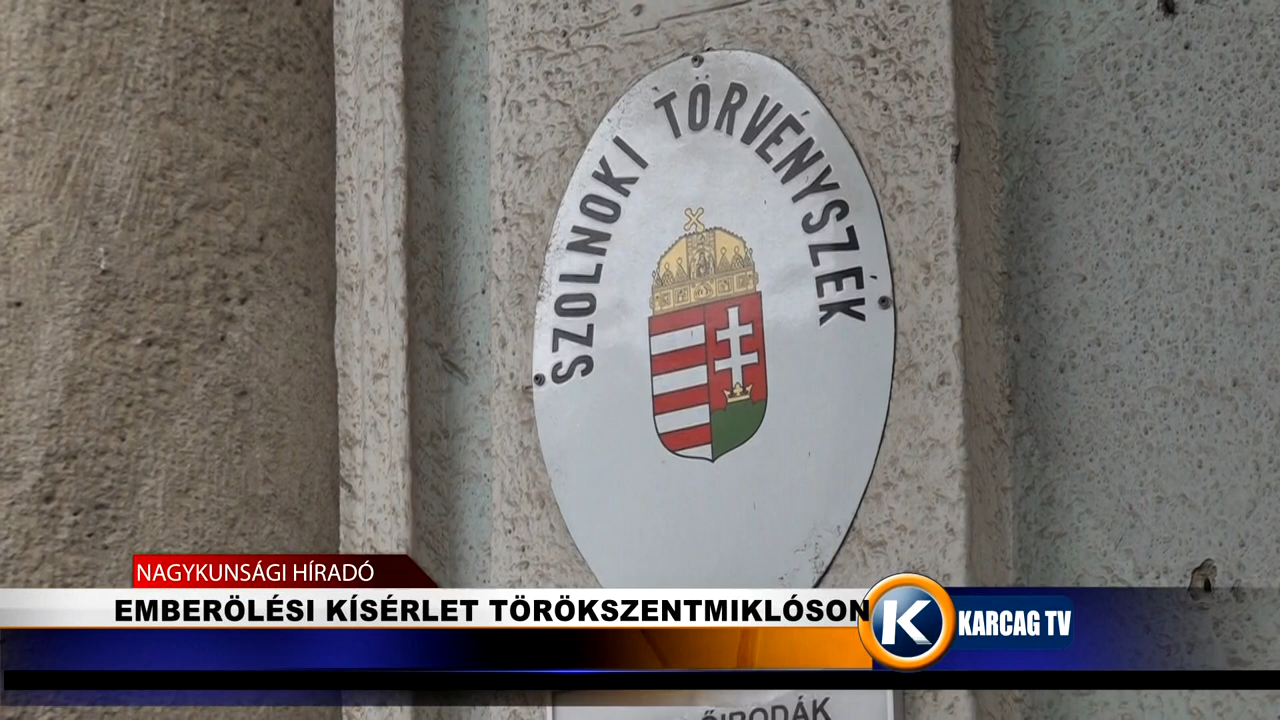 SZOLNOKI TÖRVÉNYSZÉK
NAGYKUNSÁGI HÍRADÓ
EMBERÖLÉSI KÍSÉRLET TÖRÖKSZENTMIKLÓSON
K
KARCAG TV